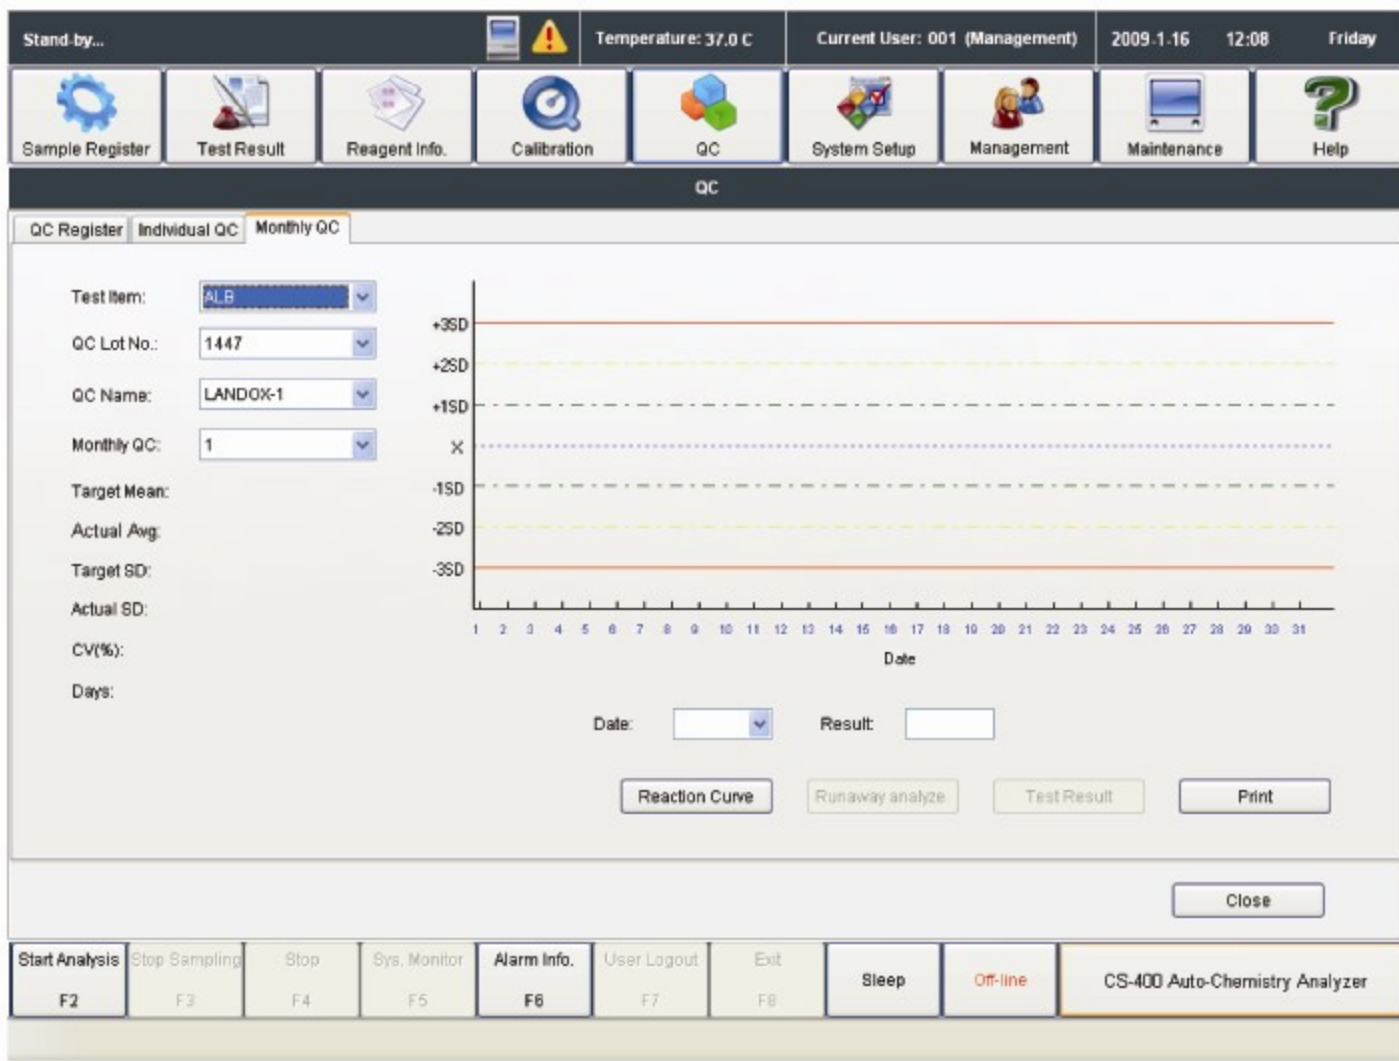 Stand-by... Temperature: 37.0 C Current User: 001 (Management) 2009-1-16 12:08 Friday
Sample Register Test Result Reagent Info. Calibration QC System Setup Management Maintenance Help
QC
QC Register Individual QC Monthly QC
Test Item: ALB
QC Lot No.: 1447
QC Name: LANDOX-1
Monthly QC: 1
Target Mean:
Actual Avg:
Target SD:
Actual SD:
CV(%):
Days:
+3SD
+2SD
+1SD
X
-1SD
-2SD
-3SD
1 2 3 4 5 6 7 8 9 10 11 12 13 14 15 16 17 18 19 20 21 22 23 24 25 26 27 28 29 30 31
Date
Date: Result:
Reaction Curve Runaway analyze Test Result Print
Close
Start Analysis Stop Sampling Stop Sys. Monitor Alarm Info. User Logout Exit Sleep Off-line CS-400 Auto-Chemistry Analyzer
F2 F3 F4 F5 F6 F7 F8